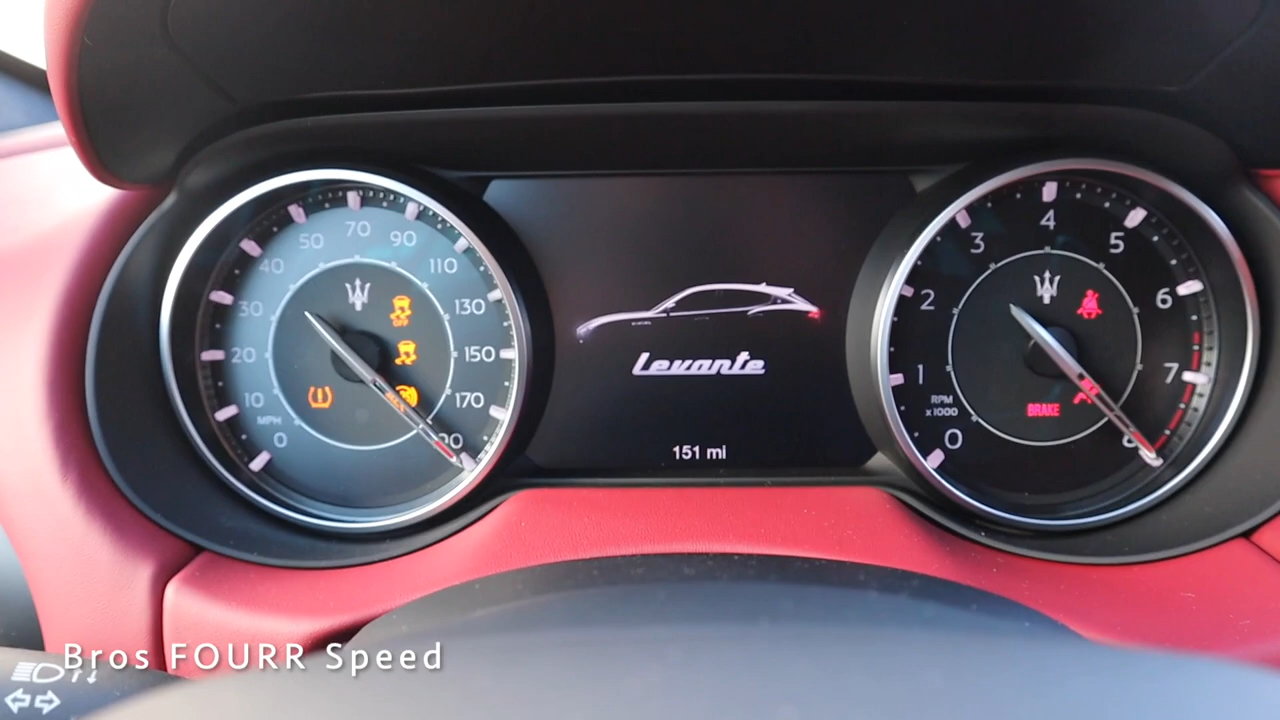 70
50 90
40 110
30 OFF 130
20 150
10 170
MPH
0
Levante
151 mi
4
3 5
2 6
1 7
RPM
x1000
BRAKE
0 8
Bros FOURR Speed